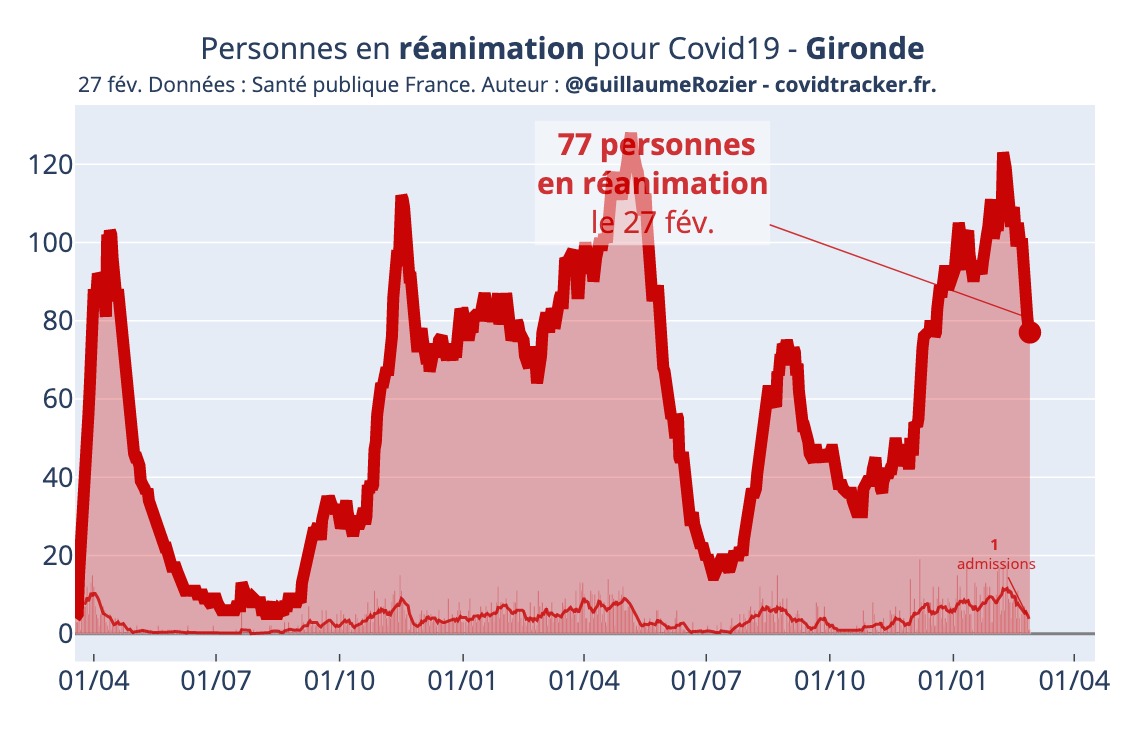 Personnes en réanimation pour Covid19 - Gironde
27 fév. Données : Santé publique France. Auteur : @GuillaumeRozier - covidtracker.fr.
77 personnes
en réanimation
le 27 fév.
120
100
80
60
40
20
0
1
admissions
01/04 01/07 01/10 01/01 01/04 01/07 01/10 01/01 01/04